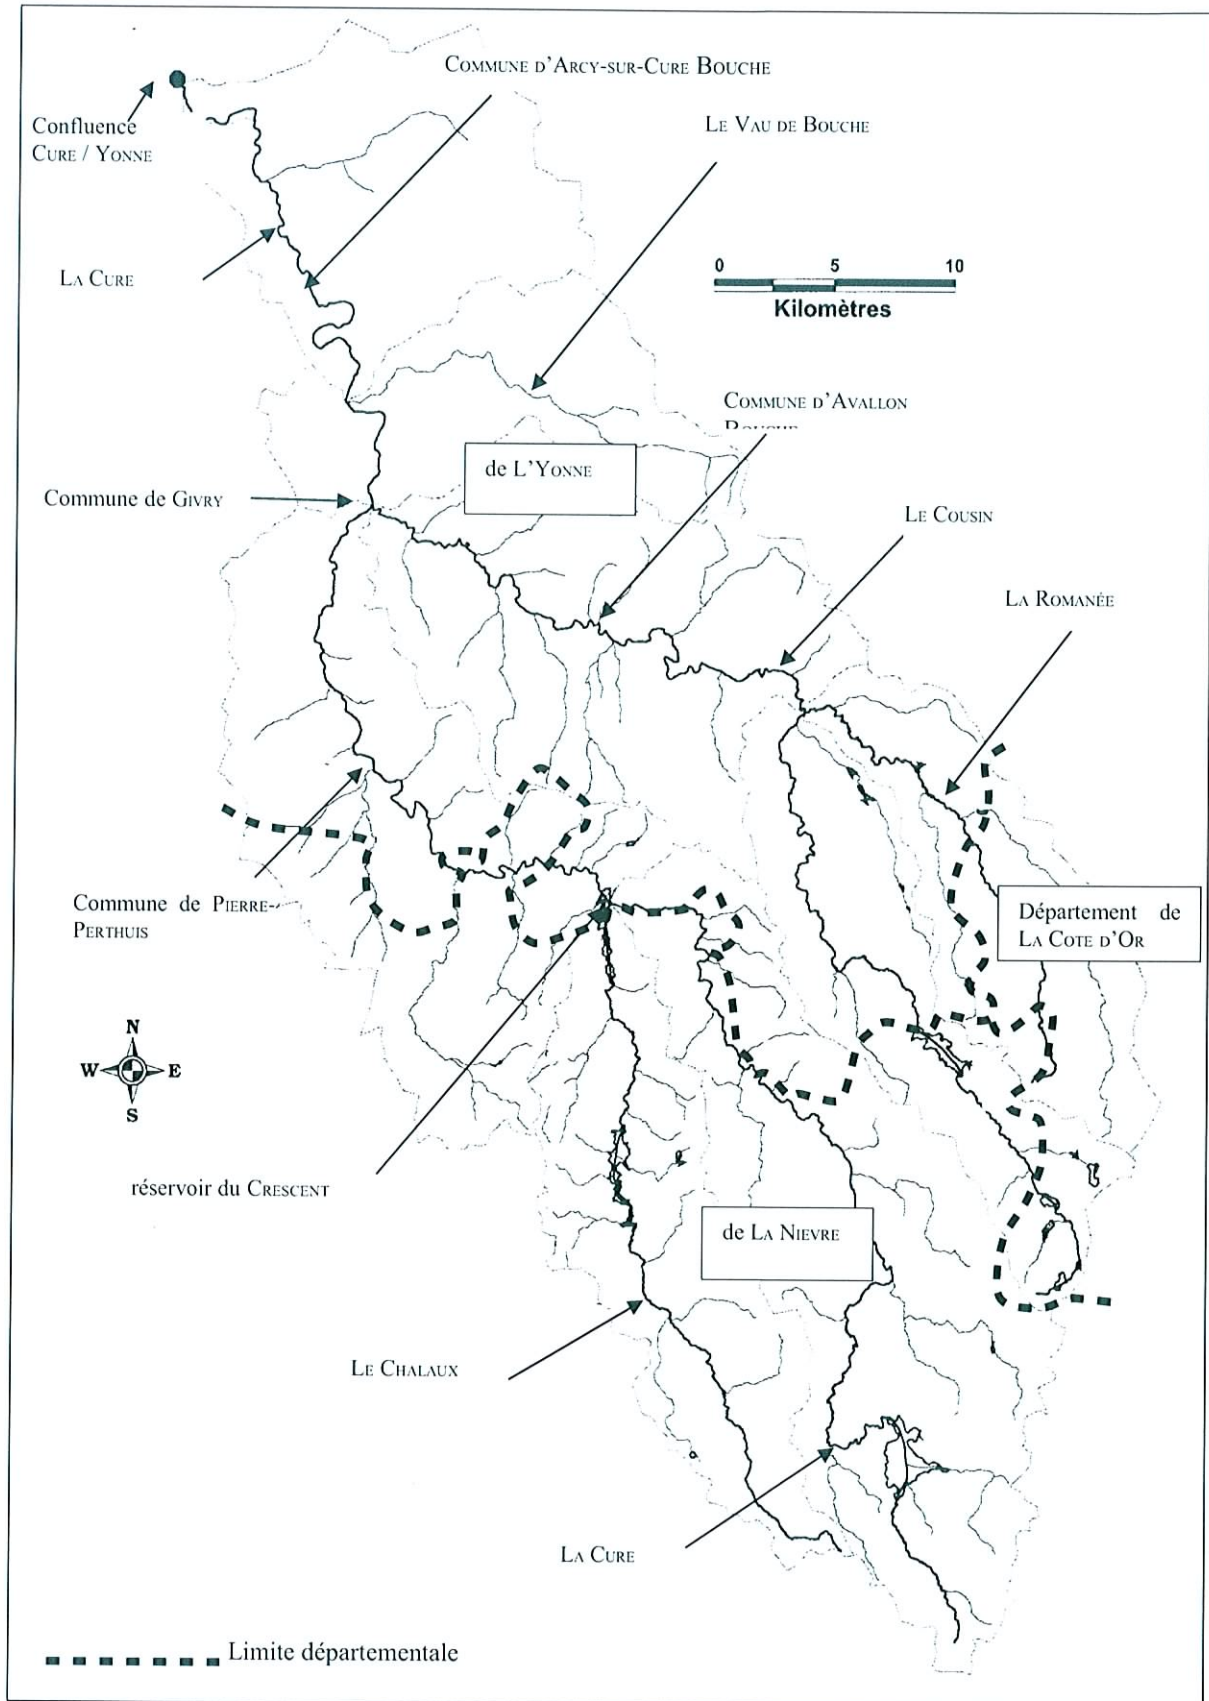 COMMUNE D'ARCY-SUR-CURE BOUCHE
Confluence
CURE / YONNE
LE VAU DE BOUCHE
LA CURE
0 5 10
Kilomètres
COMMUNE D'AVALLON
BOUCHE
de L'YONNE
Commune de GIVRY
LE COUSIN
LA ROMANÉE
Commune de PIERRE-
PERTHUIS
Département de
LA COTE D'OR
N
W E
S
réservoir du CRESCENT
de LA NIEVRE
LE CHALAUX
LA CURE
Limite départementale